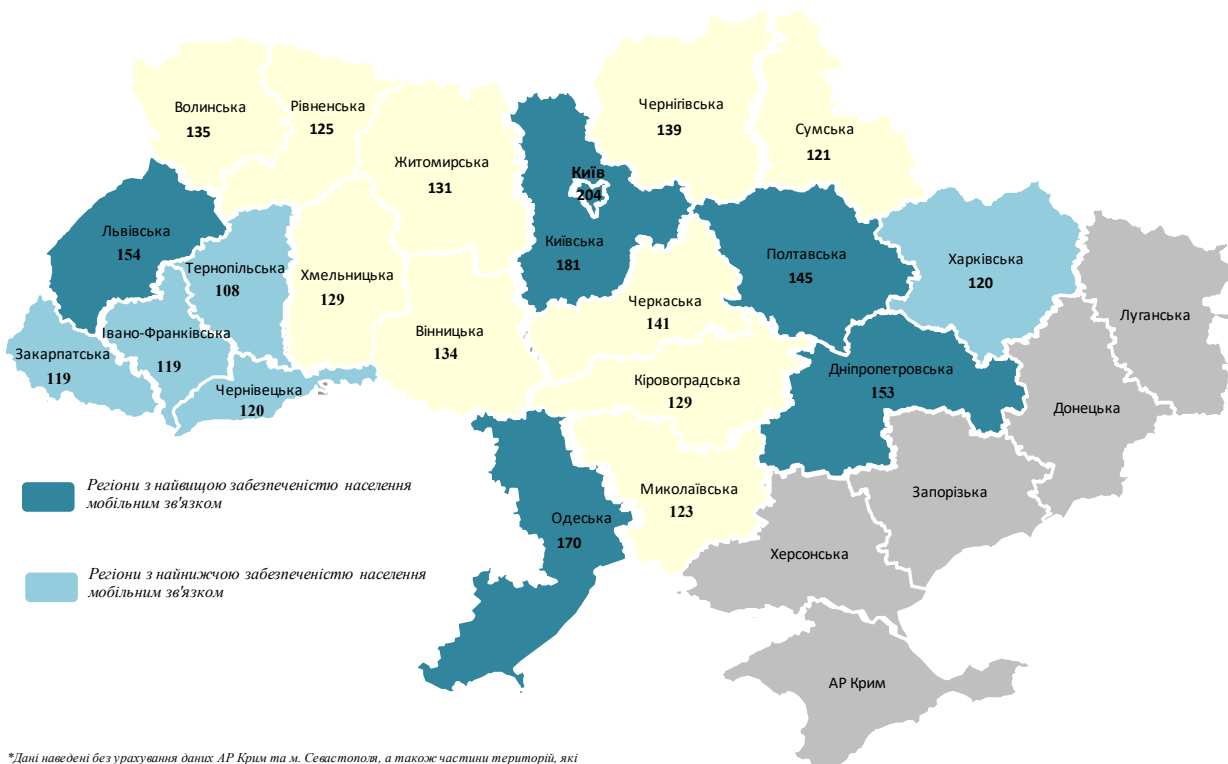 Волинська
135
Рівненська
125
Житомирська
131
Київ
204
Київська
181
Чернігівська
139
Сумська
121
Львівська
154
Тернопільська
108
Хмельницька
129
Вінницька
134
Черкаська
141
Полтавська
145
Харківська
120
Луганська
Закарпатська
119
Івано-Франківська
119
Чернівецька
120
Кіровоградська
129
Дніпропетровська
153
Донецька
Миколаївська
123
Запорізька
Одеська
170
Херсонська
АР Крим
Регіони з найвищою забезпеченістю населення
мобільним зв'язком
Регіони з найнижчою забезпеченістю населення
мобільним зв'язком
*Дані наведені без урахування даних АР Крим та м. Севастополя, а також частини територій, які